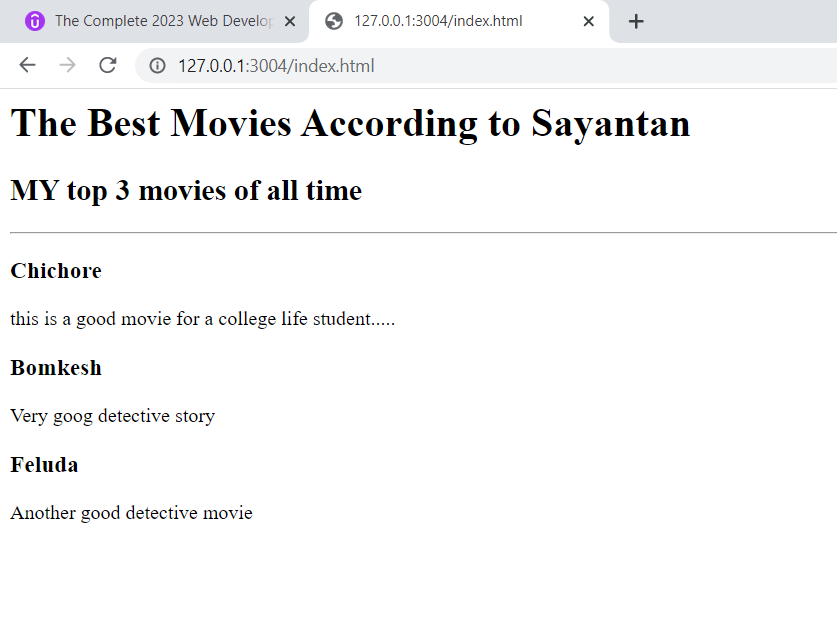 The Complete 2023 Web Develop
127.0.0.1:3004/index.html
127.0.0.1:3004/index.html
The Best Movies According to Sayantan
MY top 3 movies of all time
Chichore
this is a good movie for a college life student.....
Bomkesh
Very goog detective story
Feluda
Another good detective movie